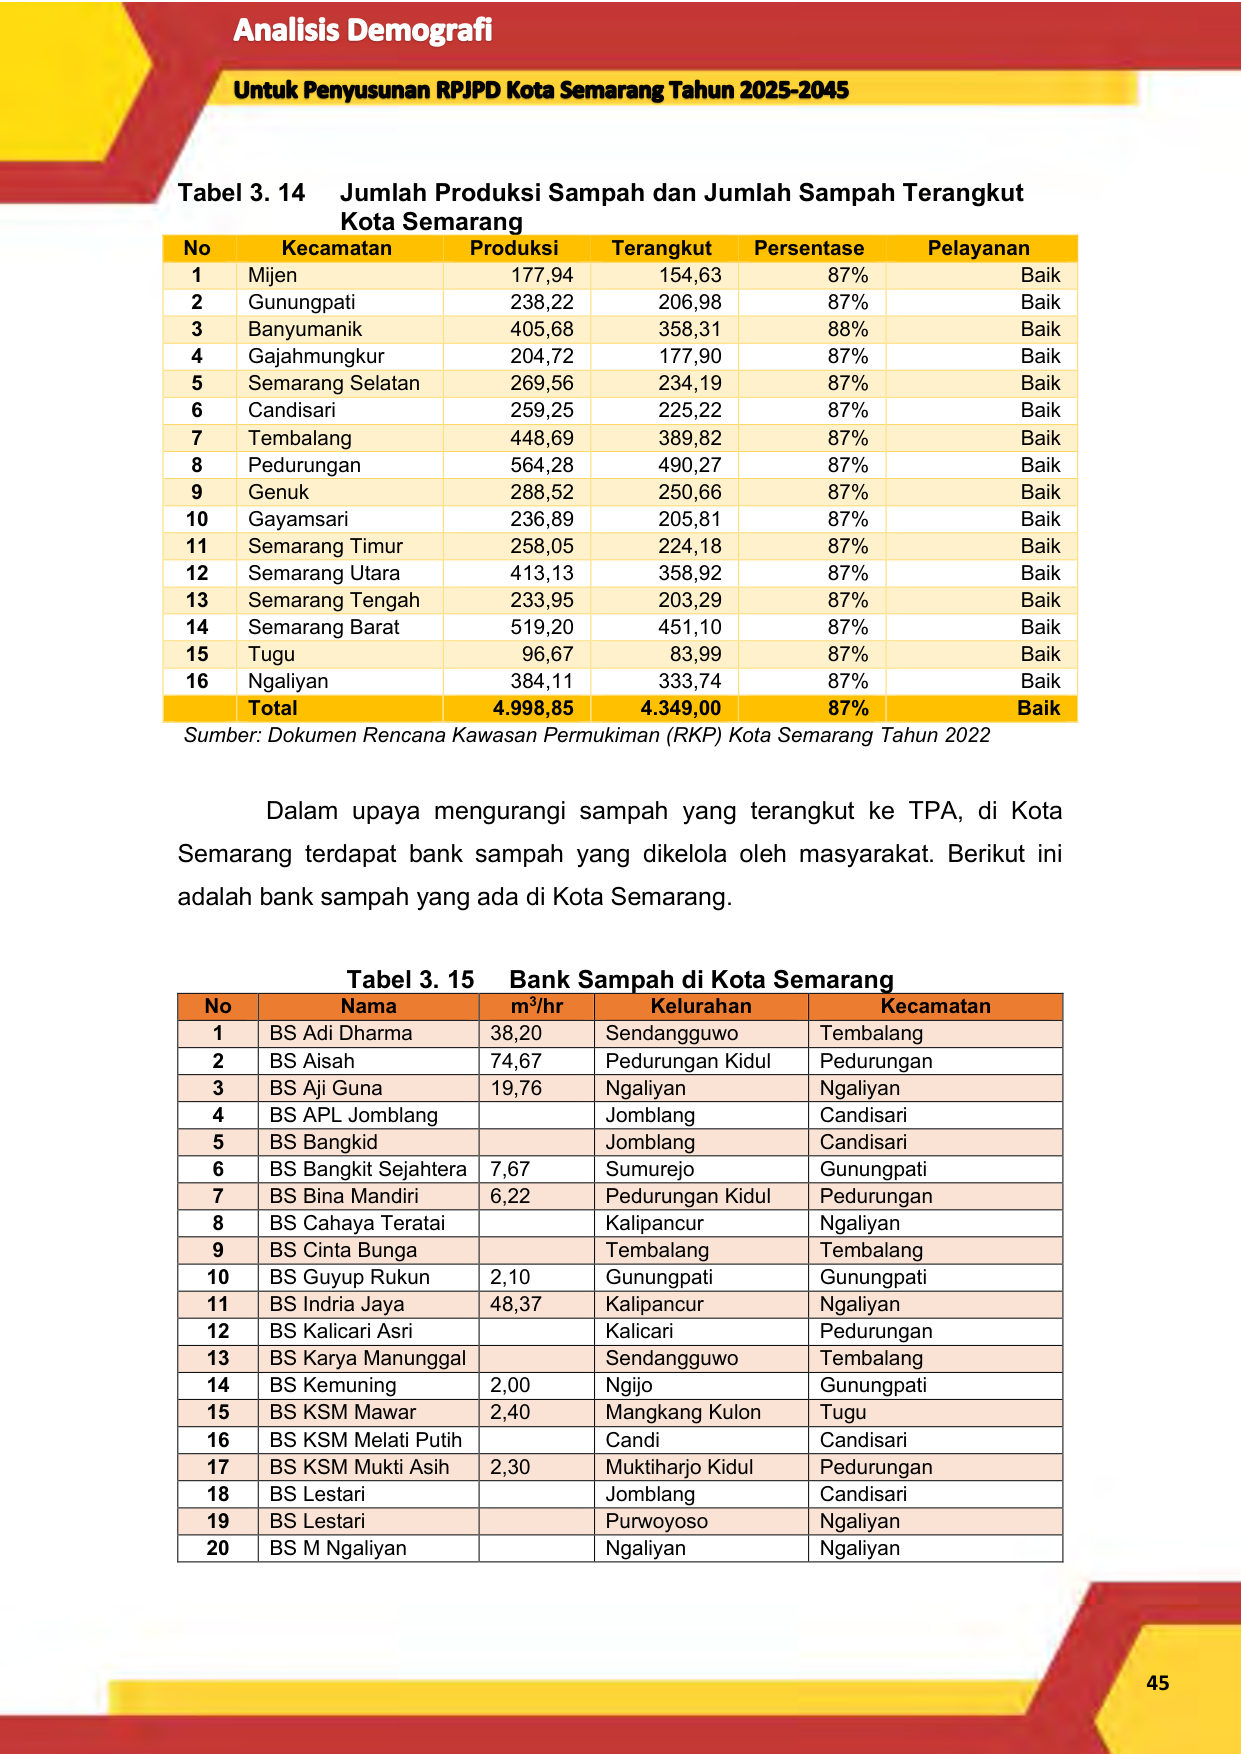 Analisis Demografi
Untuk Penyusunan RPJPD Kota Semarang Tahun 2025-2045
Tabel 3. 14 Jumlah Produksi Sampah dan Jumlah Sampah Terangkut
Kota Semarang
No Kecamatan Produksi Terangkut Persentase Pelayanan
1 Mijen 177,94 154,63 87% Baik
2 Gunungpati 238,22 206,98 87% Baik
3 Banyumanik 405,68 358,31 88% Baik
4 Gajahmungkur 204,72 177,90 87% Baik
5 Semarang Selatan 269,56 234,19 87% Baik
6 Candisari 259,25 225,22 87% Baik
7 Tembalang 448,69 389,82 87% Baik
8 Pedurungan 564,28 490,27 87% Baik
9 Genuk 288,52 250,66 87% Baik
10 Gayamsari 236,89 205,81 87% Baik
11 Semarang Timur 258,05 224,18 87% Baik
12 Semarang Utara 413,13 358,92 87% Baik
13 Semarang Tengah 233,95 203,29 87% Baik
14 Semarang Barat 519,20 451,10 87% Baik
15 Tugu 96,67 83,99 87% Baik
16 Ngaliyan 384,11 333,74 87% Baik
Total 4.998,85 4.349,00 87% Baik
Sumber: Dokumen Rencana Kawasan Permukiman (RKP) Kota Semarang Tahun 2022
Dalam upaya mengurangi sampah yang terangkut ke TPA, di Kota
Semarang terdapat bank sampah yang dikelola oleh masyarakat. Berikut ini
adalah bank sampah yang ada di Kota Semarang.
Tabel 3. 15 Bank Sampah di Kota Semarang
No Nama m³/hr Kelurahan Kecamatan
1 BS Adi Dharma 38,20 Sendangguwo Tembalang
2 BS Aisah 74,67 Pedurungan Kidul Pedurungan
3 BS Aji Guna 19,76 Ngaliyan Ngaliyan
4 BS APL Jomblang Jomblang Candisari
5 BS Bangkid Jomblang Candisari
6 BS Bangkit Sejahtera 7,67 Sumurejo Gunungpati
7 BS Bina Mandiri 6,22 Pedurungan Kidul Pedurungan
8 BS Cahaya Teratai Kalipancur Ngaliyan
9 BS Cinta Bunga Tembalang Tembalang
10 BS Guyup Rukun 2,10 Gunungpati Gunungpati
11 BS Indria Jaya 48,37 Kalipancur Ngaliyan
12 BS Kalicari Asri Kalicari Pedurungan
13 BS Karya Manunggal Sendangguwo Tembalang
14 BS Kemuning 2,00 Ngijo Gunungpati
15 BS KSM Mawar 2,40 Mangkang Kulon Tugu
16 BS KSM Melati Putih Candi Candisari
17 BS KSM Mukti Asih 2,30 Muktiharjo Kidul Pedurungan
18 BS Lestari Jomblang Candisari
19 BS Lestari Purwoyoso Ngaliyan
20 BS M Ngaliyan Ngaliyan Ngaliyan
45